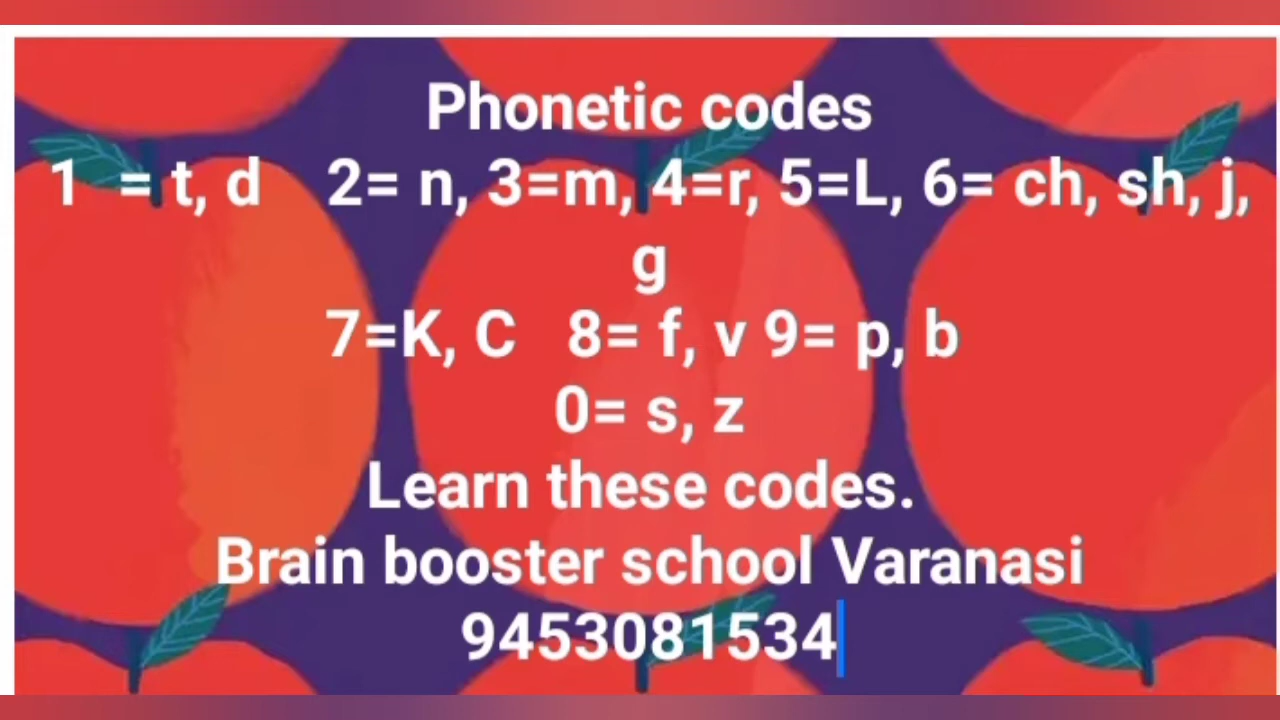 Phonetic codes
1 = t, d 2= n, 3=m, 4=r, 5=L, 6= ch, sh, j,
g
7=K, C 8= f, v 9= p, b
0= s, z
Learn these codes.
Brain booster school Varanasi
9453081534